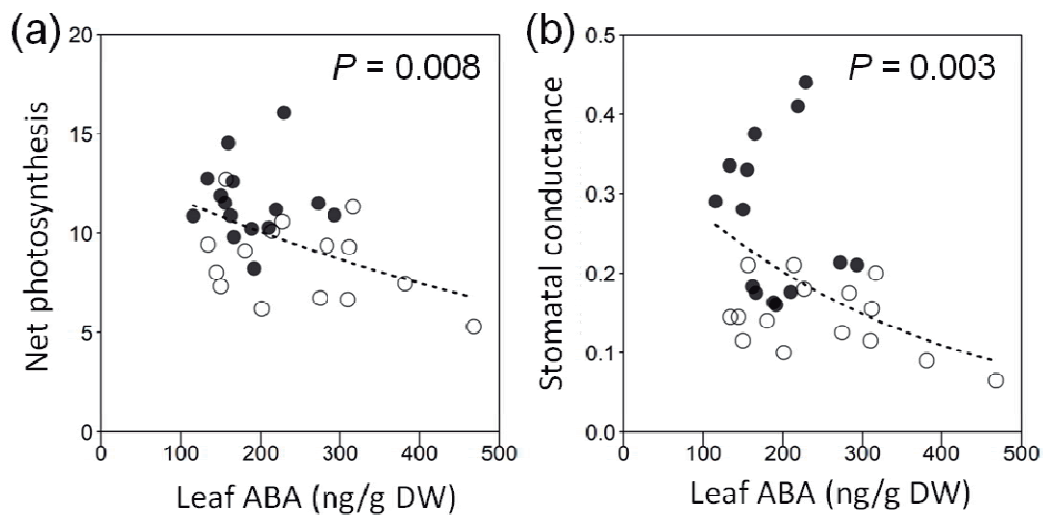 (a)
P = 0.008
Net photosynthesis
20
15
10
5
0
0 100 200 300 400 500
Leaf ABA (ng/g DW)
(b)
P = 0.003
Stomatal conductance
0.5
0.4
0.3
0.2
0.1
0.0
0 100 200 300 400 500
Leaf ABA (ng/g DW)